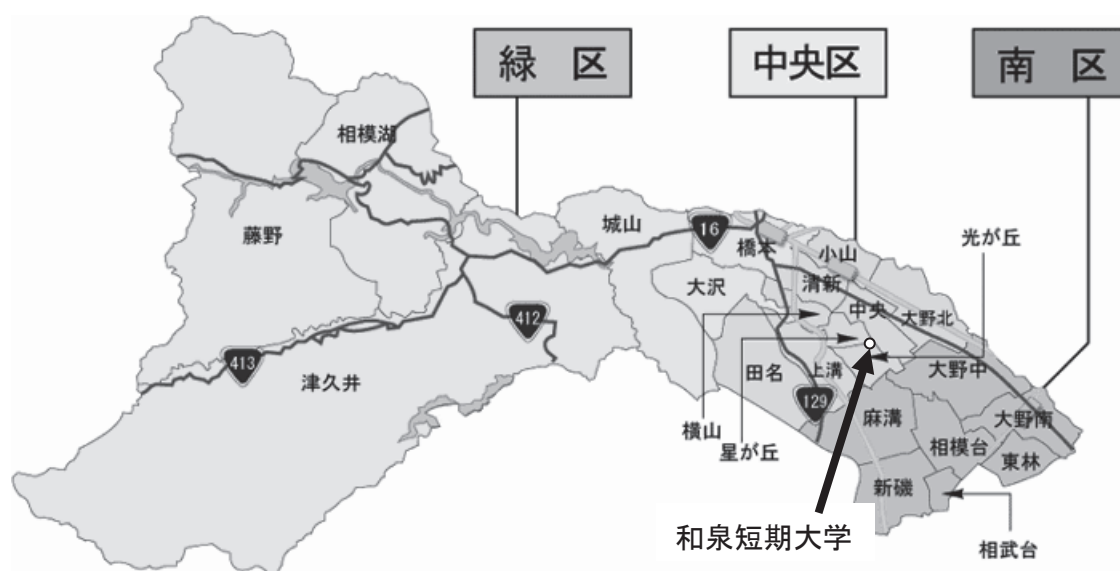 緑 区
中央区
南 区
相模湖
城山
16
橋本
小山
光が丘
藤野
大沢
清新
中央
大野北
412
413
津久井
田名
上溝
大野中
129
横山
星が丘
麻溝
大野南
相模台
東林
新磯
和泉短期大学
相武台